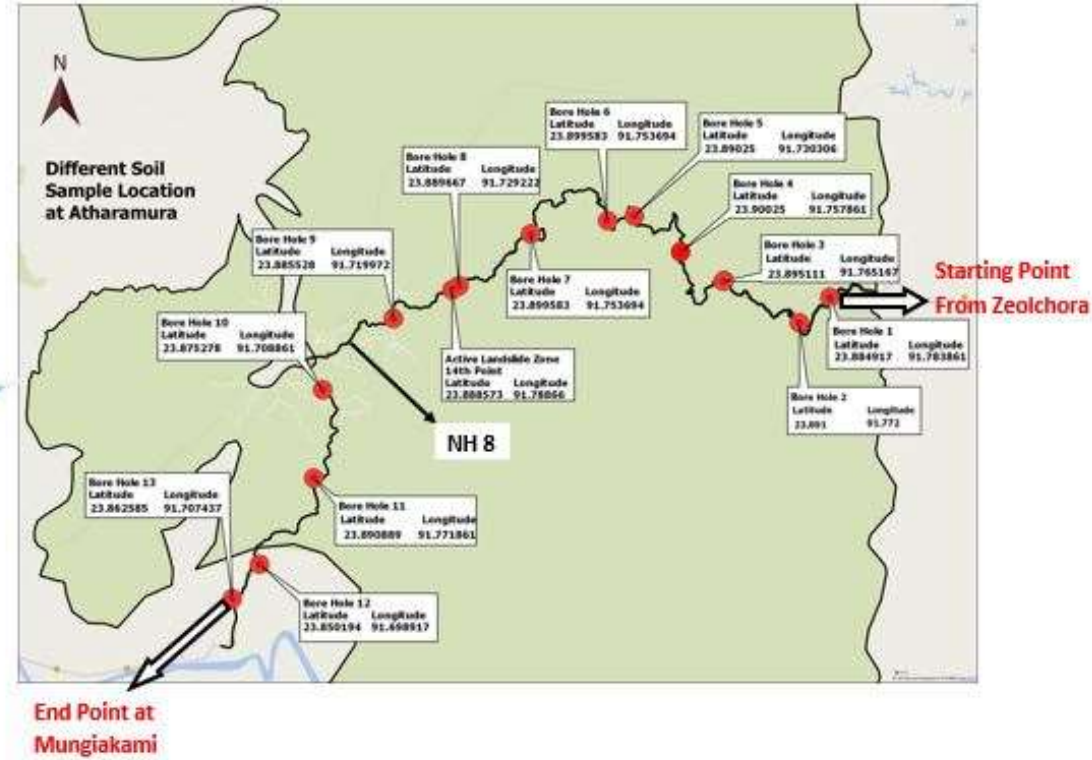 N
Different Soil
Sample Location
at Atharamura
Bore Hole 6
Latitude Longitude
23.899583 91.753694
Bore Hole 5
Latitude Longitude
23.89025 91.730306
Bore Hole 8
Latitude Longitude
23.889667 91.729222
Bore Hole 4
Latitude Longitude
23.90025 91.757861
Bore Hole 9
Latitude Longitude
23.885528 91.719972
Bore Hole 3
Latitude Longitude
23.895111 91.765167
Starting Point
From Zeolchora
Bore Hole 7
Latitude Longitude
23.899583 91.753694
Bore Hole 10
Latitude Longitude
23.875278 91.708861
Bore Hole 1
Latitude Longitude
23.884917 91.783861
Active Landslide Zone
14th Point
Latitude Longitude
23.888573 91.78866
Bore Hole 2
Latitude Longitude
23.891 91.772
NH 8
Bore Hole 13
Latitude Longitude
23.862585 91.707437
Bore Hole 11
Latitude Longitude
23.890889 91.771861
Bore Hole 12
Latitude Longitude
23.850194 91.698917
End Point at
Mungiakami